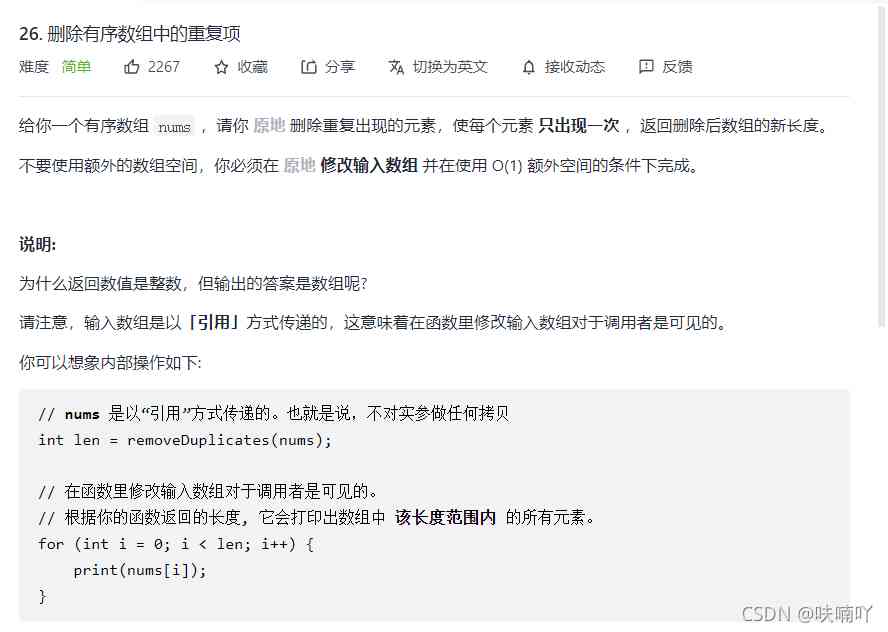 26. 删除有序数组中的重复项
难度 简单 2267 收藏 分享 切换为英文 接收动态 反馈
给你一个有序数组 nums ，请你 原地 删除重复出现的元素，使每个元素 只出现一次 ，返回删除后数组的新长度。
不要使用额外的数组空间，你必须在 原地 修改输入数组 并在使用 O(1) 额外空间的条件下完成。
说明:
为什么返回数值是整数，但输出的答案是数组呢?
请注意，输入数组是以「引用」方式传递的，这意味着在函数里修改输入数组对于调用者是可见的。
你可以想象内部操作如下:
// nums 是以“引用”方式传递的。也就是说，不对实参做任何拷贝
int len = removeDuplicates(nums);
// 在函数里修改输入数组对于调用者是可见的。
// 根据你的函数返回的长度, 它会打印出数组中 该长度范围内 的所有元素。
for (int i = 0; i < len; i++) {
    print(nums[i]);
}
CSDN @呋喃吖